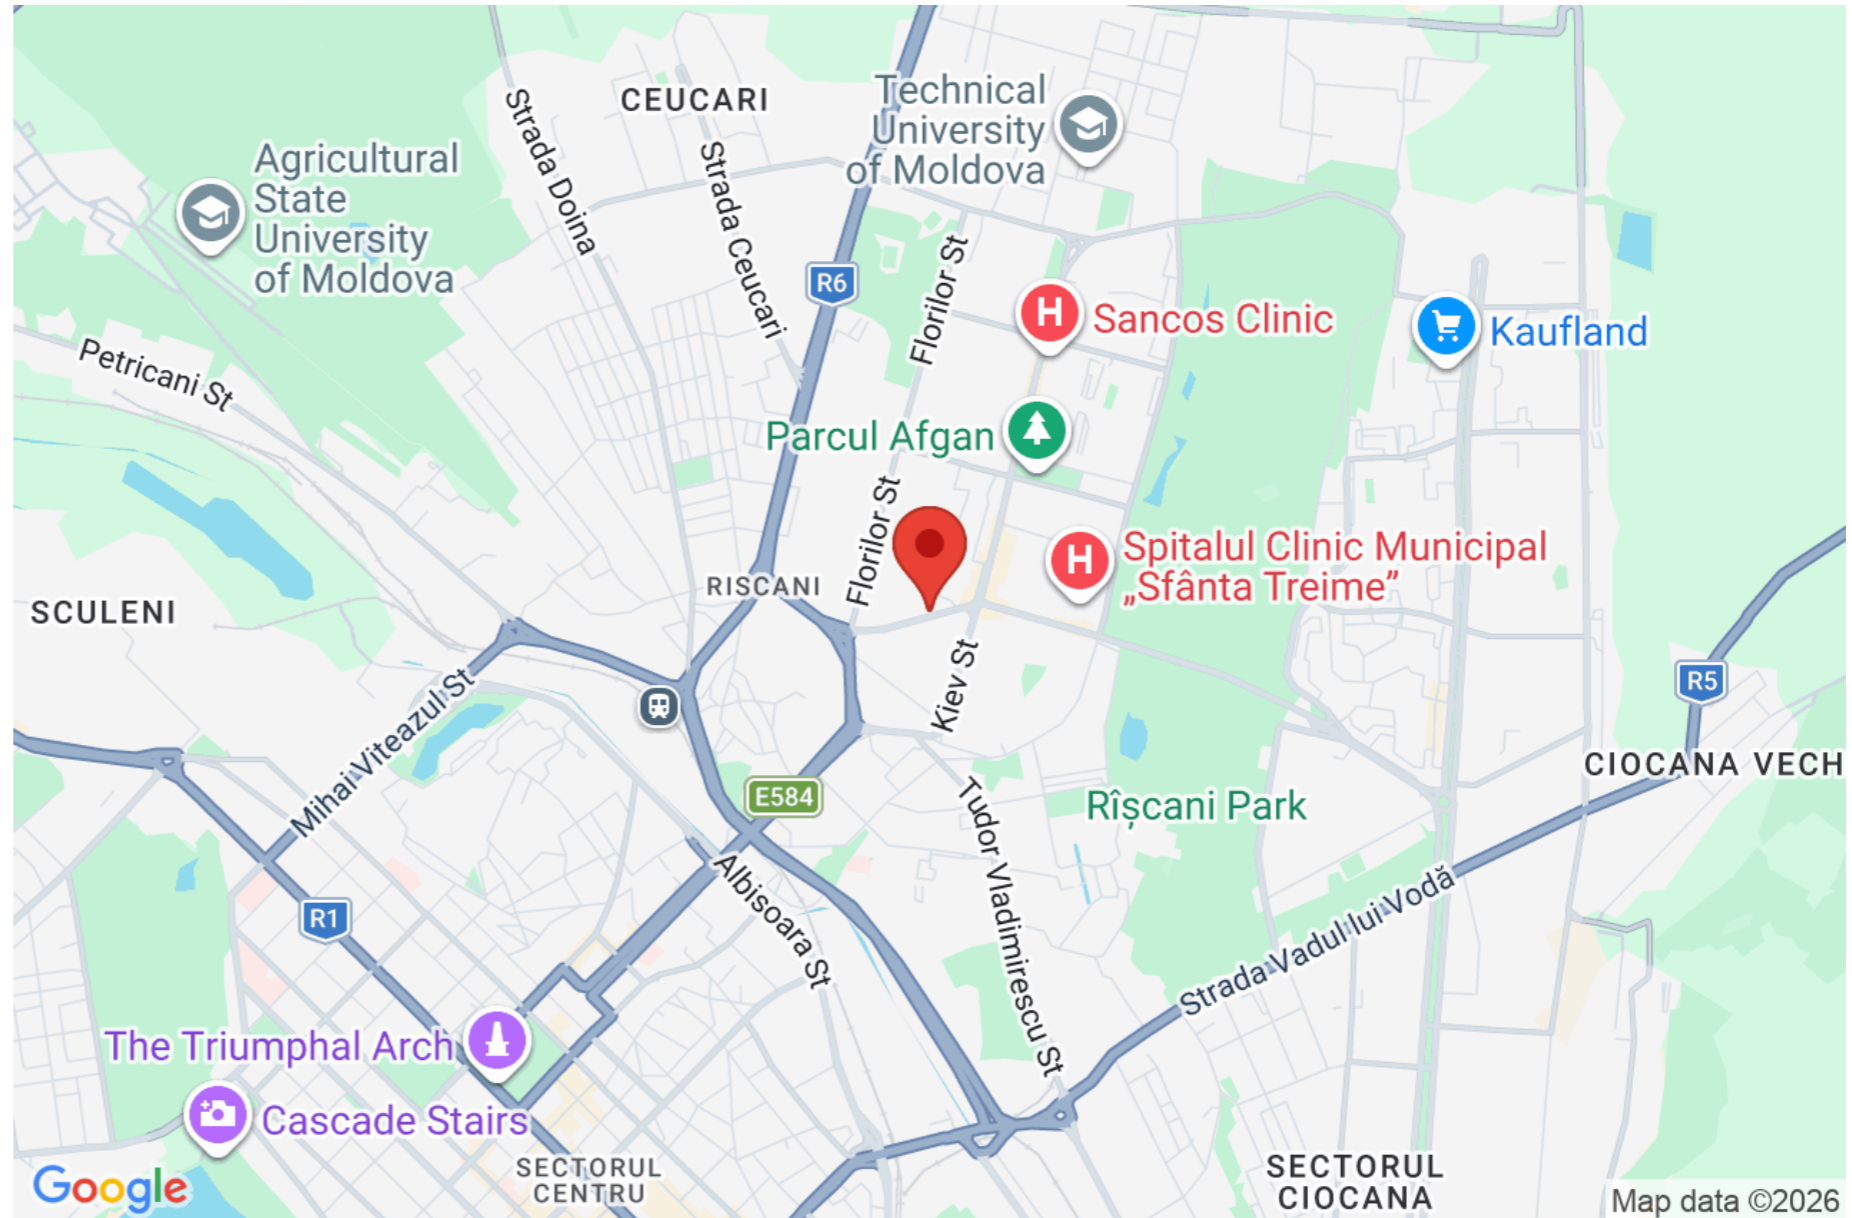 CEUCARI
Technical
University
of Moldova
Strada Doina
Agricultural
State
University
of Moldova
Strada Ceucari
Florilor St
R6
Sancos Clinic
Kaufland
Petricani St
Parcul Afgan
Florilor St
Spitalul Clinic Municipal
„Sfânta Treime”
RISCANI
SCULENI
Kiev St
R5
Mihai Viteazul St
CIOCANA VECH
E584
Rîșcani Park
Tudor Vladimirescu St
Albisoara St
R1
Strada Vadul lui Vodă
The Triumphal Arch
Cascade Stairs
SECTORUL
CENTRU
SECTORUL
CIOCANA
Google
Map data ©2026